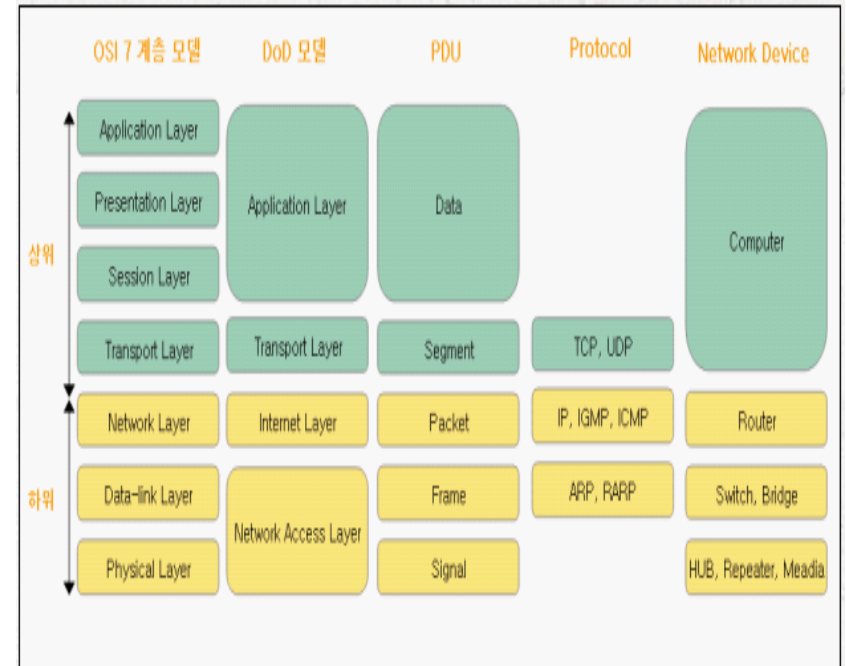 OSI 7 계층 모델 DoD 모델 PDU Protocol Network Device
Application Layer
Presentation Layer Application Layer Data
Computer
상위
Session Layer
Transport Layer Transport Layer Segment TCP, UDP
Network Layer Internet Layer Packet IP, IGMP, ICMP Router
하위
Data-link Layer Frame ARP, RARP Switch, Bridge
Network Access Layer
Physical Layer Signal HUB, Repeater, Meadia